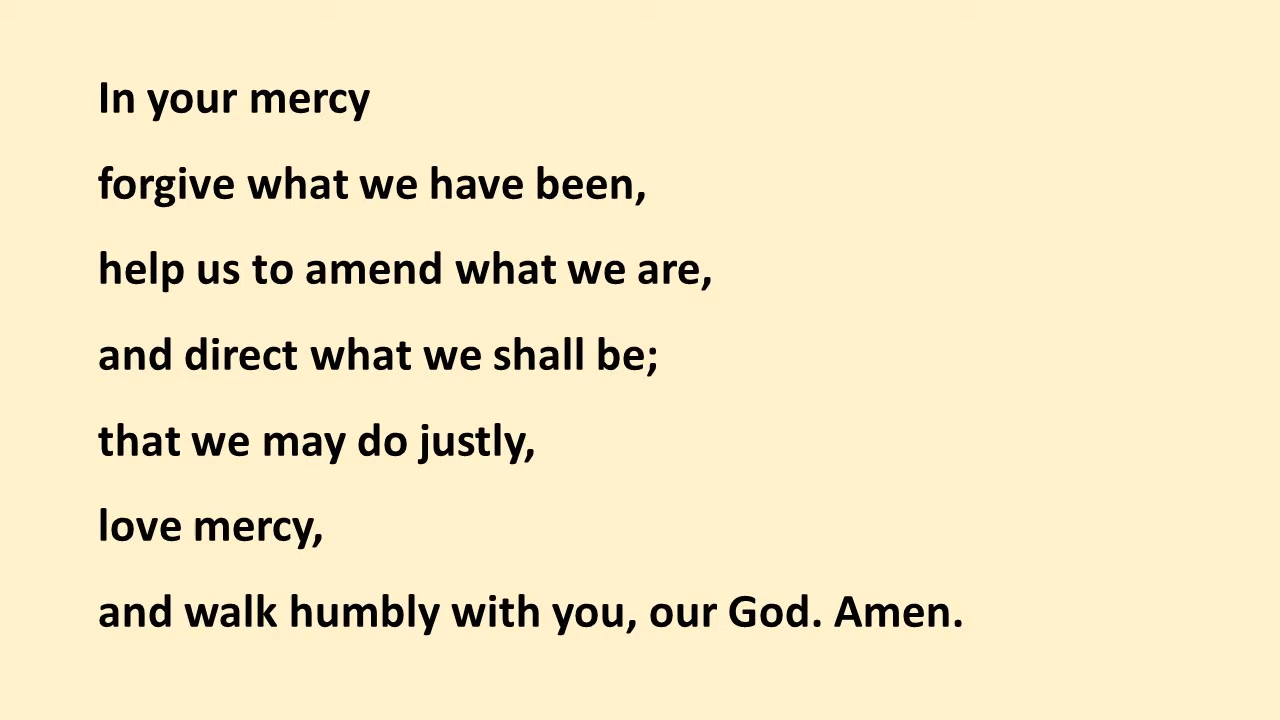 In your mercy
forgive what we have been,
help us to amend what we are,
and direct what we shall be;
that we may do justly,
love mercy,
and walk humbly with you, our God. Amen.